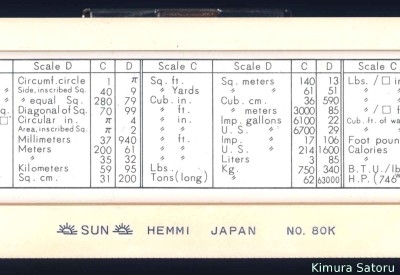 Scale D C D Scale C Scale D C D Scale C
Circumf. circle 1 π Sq. ft. Sq. meters 140 13 Lbs. / □ in
" Side, inscribed Sq. 40 9 " Yards " 61 51 "
" " equal Sq. 280 79 Cub. in. Cub. cm. 36 590 "
Sq. Diagonal of Sq. 70 99 " ft. " meters 3000 85 " / □ f
□" Circular in. π 4 " in. Imp. gallons 6100 22 Cub. ft. of wa
Area, inscribed Sq. π 2 " U. S. " 6700 29 "
Millimeters 37 940 " ft. Imp. " 17 106 Foot poun
Meters 200 61 " U. S. " 214 1600 Calories
" 35 32 " Liters 3 85 "
Kilometers 59 95 Lbs. Kg. 750 340 B.T.U./lb
Sq. cm. 31 200 Tons(long) " 62 63000 H.P. (746
SUN HEMMI JAPAN NO. 80K
Kimura Satoru